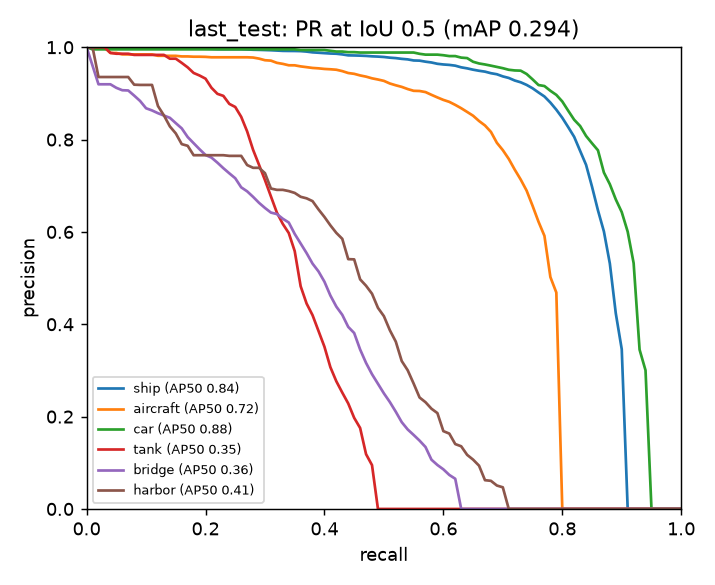 last_test: PR at IoU 0.5 (mAP 0.294)
1.0
0.8
0.6
0.4
0.2
0.0
precision
ship (AP50 0.84)
aircraft (AP50 0.72)
car (AP50 0.88)
tank (AP50 0.35)
bridge (AP50 0.36)
harbor (AP50 0.41)
0.0 0.2 0.4 0.6 0.8 1.0
recall